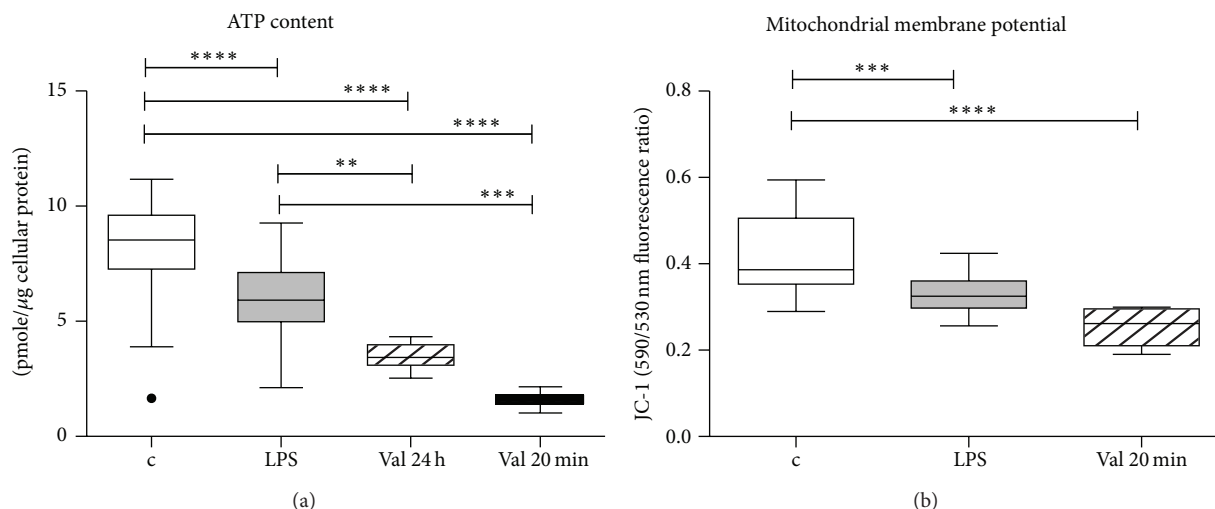 ATP content
(pmole/µg cellular protein)
15
10
5
0
****
****
****
**
***
c
LPS
Val 24 h
Val 20 min
(a)
Mitochondrial membrane potential
JC-1 (590/530 nm fluorescence ratio)
0.8
0.6
0.4
0.2
0.0
***
****
c
LPS
Val 20 min
(b)